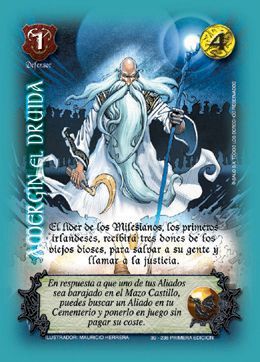 1
4
Defensor
AMERGIN EL DRUIDA
El líder de los Milesianos, los primeros
irlandeses, recibirá tres dones de los
viejos dioses, para salvar a su gente y
llamar a la justicia.
En respuesta a que uno de tus Aliados
sea barajado en el Mazo Castillo,
puedes buscar un Aliado en tu
Cementerio y ponerlo en juego sin
pagar su coste.
ILUSTRADOR: MAURICIO HERRERA
30 - 236 PRIMERA EDICION